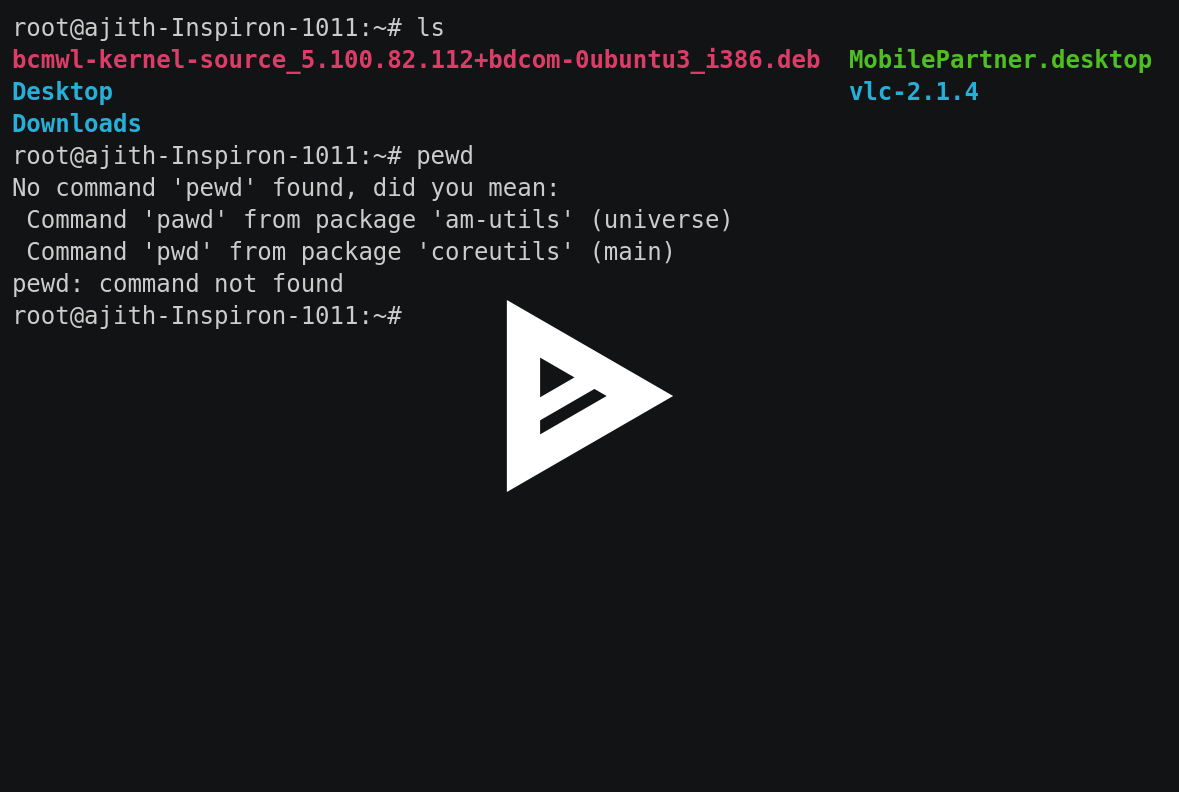 root@ajith-Inspiron-1011:~# ls
bcmwl-kernel-source_5.100.82.112+bdcom-0ubuntu3_i386.deb  MobilePartner.desktop
Desktop                                                   vlc-2.1.4
Downloads
root@ajith-Inspiron-1011:~# pewd
No command 'pewd' found, did you mean:
 Command 'pawd' from package 'am-utils' (universe)
 Command 'pwd' from package 'coreutils' (main)
pewd: command not found
root@ajith-Inspiron-1011:~#